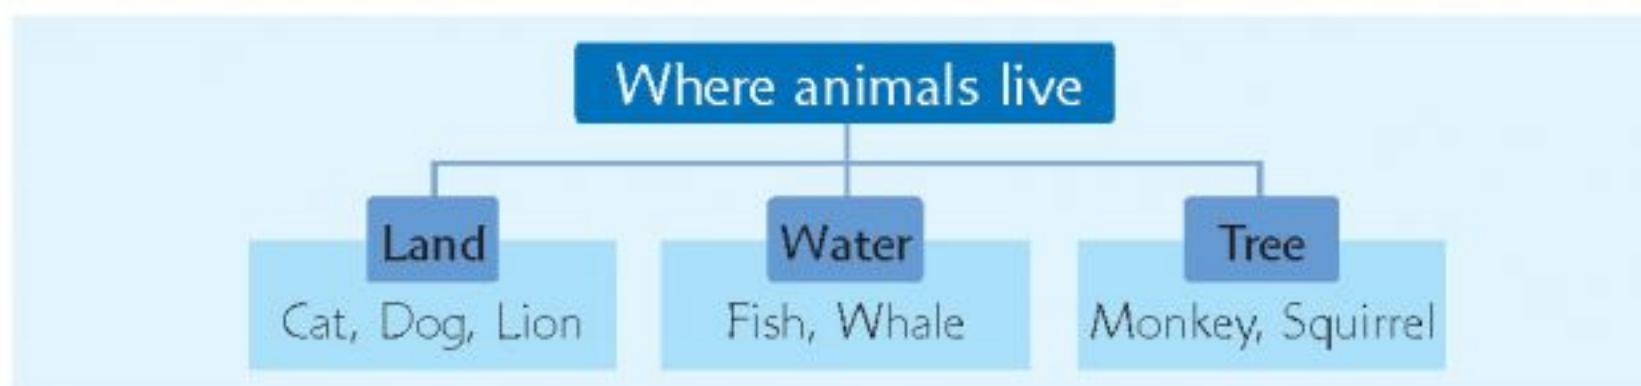 Where animals live
Land
Cat, Dog, Lion
Water
Fish, Whale
Tree
Monkey, Squirrel